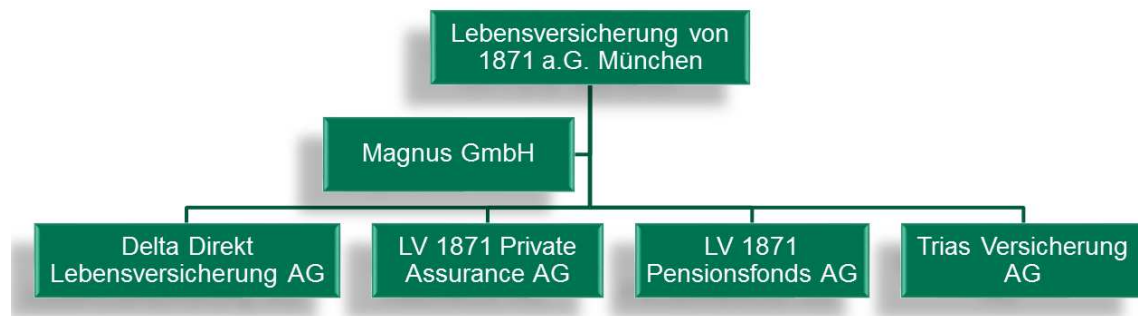 Lebensversicherung von
1871 a.G. München
Magnus GmbH
Delta Direkt
Lebensversicherung AG
LV 1871 Private
Assurance AG
LV 1871
Pensionsfonds AG
Trias Versicherung
AG